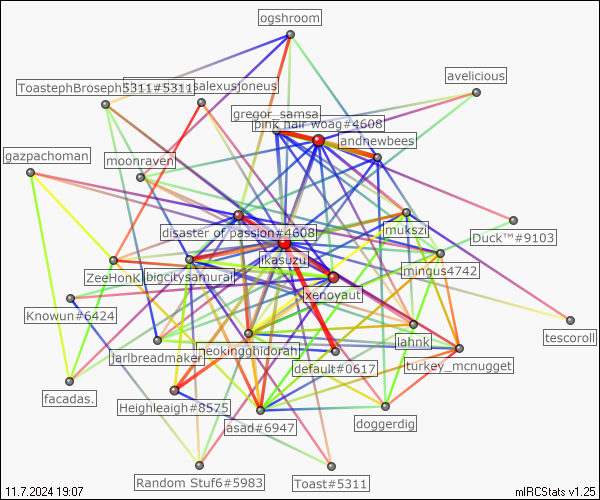 ogshroom
avelicious
ToastephBroseph5311#5311
salexusjoneus
gregor_samsa
pink hair woag#4608
andnewbees
gazpachoman
moonraven
disaster of passion#4608
mukszi
Duck™#9103
ikasuzu
ZeeHonk
bigcitysamurai
mingus4742
xenoyaut
Knowun#6424
tescoroll
jarlbreadmaker
eokingghidorah
lahnk
default#0617
turkey_mcnugget
facadas.
Heighleaigh#8575
asad#6947
doggerdig
Random Stuf6#5983
Toast#5311
11.7.2024 19:07
mIRCStats v1.25